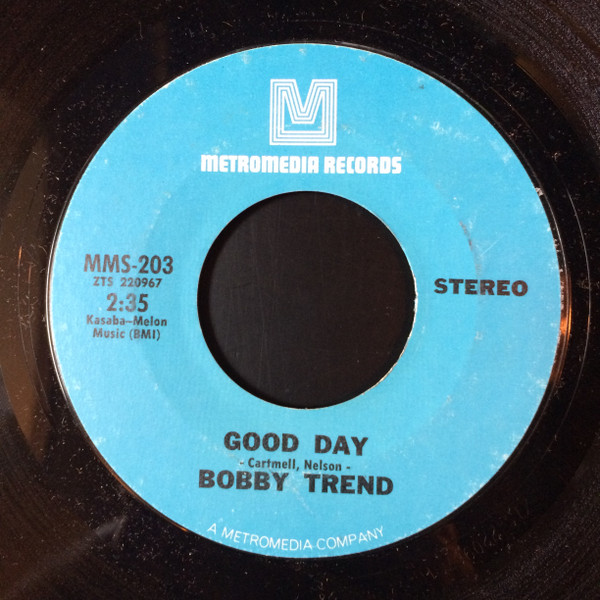 M
METROMEDIA RECORDS
MMS-203
ZTS 220967
2:35
Kasaba-Melon
Music (BMI)
STEREO
GOOD DAY
- Cartmell, Nelson -
BOBBY TREND
A METROMEDIA COMPANY